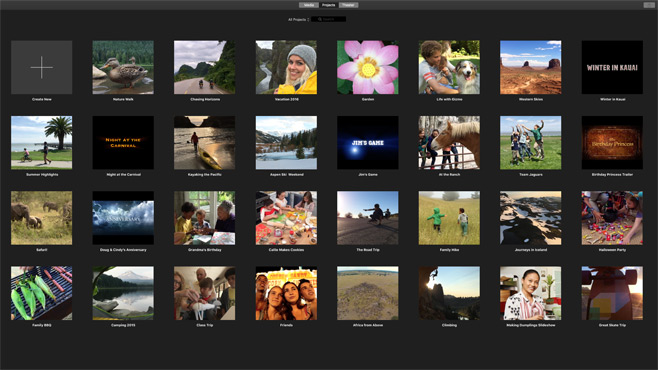 Media Projects Theater
All Projects
Search
Create New Nature Walk Chasing Horizons Vacation 2016 Garden Life with Gizmo Western Skies Winter in Kauai
WINTER IN KAUAI
Summer Highlights Night at the Carnival Kayaking the Pacific Aspen Ski Weekend Jim's Game At the Ranch Team Jaguars Birthday Princess Trailer
NIGHT AT THE
CARNIVAL
JIM'S GAME
Birthday Princess
Safari! Doug & Cindy's Anniversary Grandma's Birthday Callie Makes Cookies The Road Trip Family Hike Journeys in Iceland Halloween Party
Family BBQ Camping 2015 Class Trip Friends Africa from Above Climbing Making Dumplings Slideshow Great Skate Trip